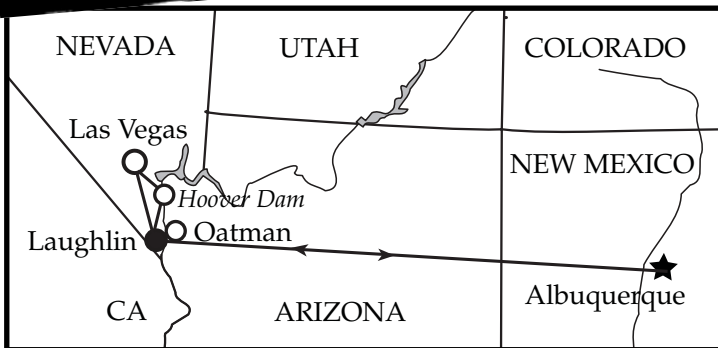 NEVADA
UTAH
COLORADO
Las Vegas
NEW MEXICO
Hoover Dam
Laughlin
Oatman
Albuquerque
CA
ARIZONA